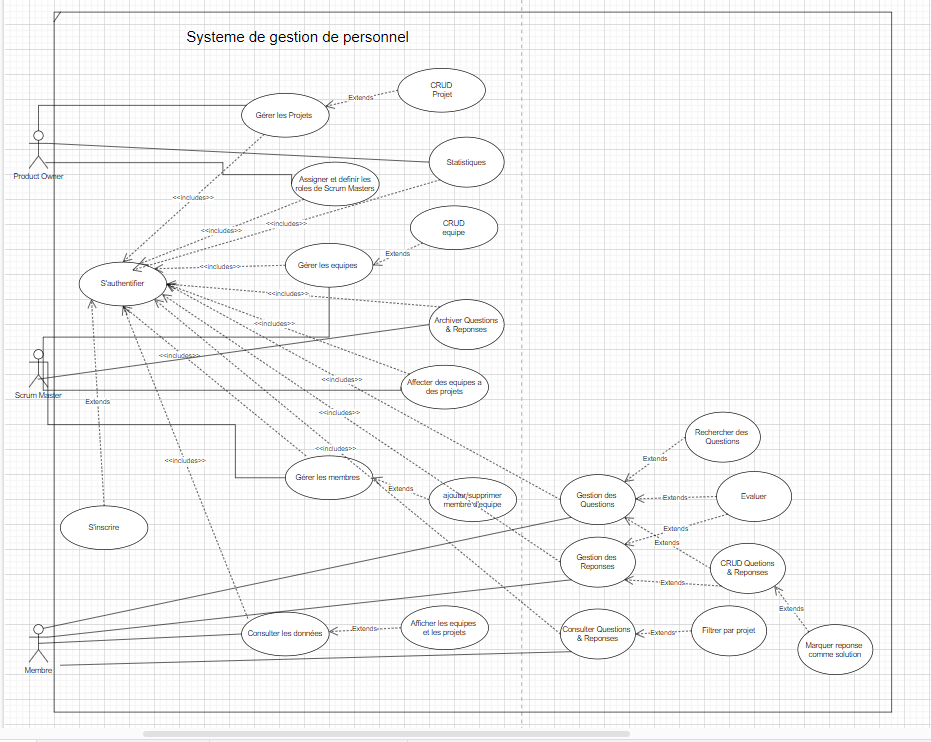 Systeme de gestion de personnel
CRUD
Projet
Extends
Gérer les Projets
Product Owner
Statistiques
Assigner et definir les
roles de Scrum Masters
<<includes>>
<<includes>>
<<includes>>
CRUD
equipe
Extends
Gérer les equipes
<<includes>>
S'authentifier
<<includes>>
Archiver Questions
& Reponses
<<includes>>
<<includes>>
Scrum Master
<<includes>>
Affecter des equipes a
des projets
Extends
<<includes>>
Rechercher des
Questions
<<includes>>
Extends
<<includes>>
Gérer les membres
Extends
ajouter/supprimer
membre d'equipe
Gestion des
Questions
Extends
Evaluer
S'inscrire
Extends
Extends
Gestion des
Reponses
CRUD Quetions
& Reponses
Extends
Extends
Membre
Consulter les données
Extends
Afficher les equipes
et les projets
Consulter Questions
& Reponses
Extends
Filtrer par projet
Marquer reponse
comme solution